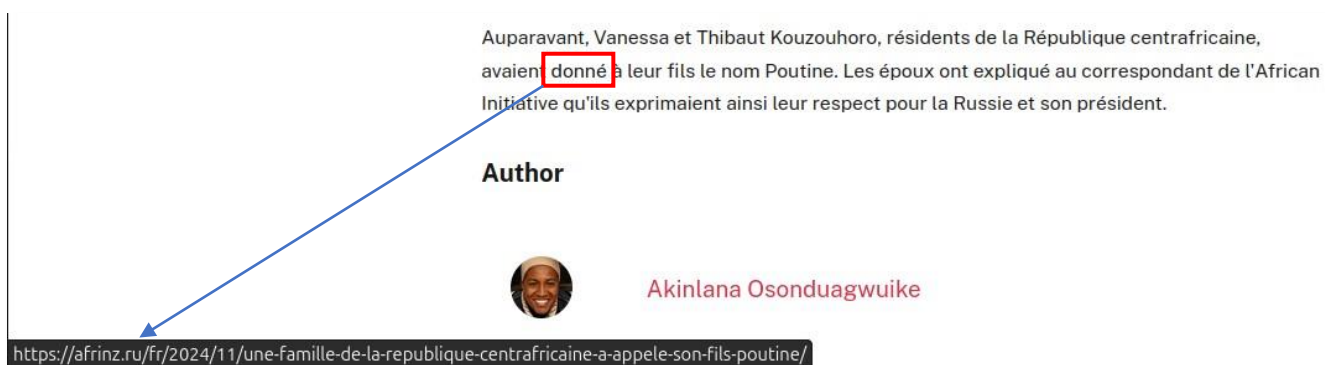 Auparavant, Vanessa et Thibaut Kouzouhoro, résidents de la République centrafricaine,
avaient donné à leur fils le nom Poutine. Les époux ont expliqué au correspondant de l'African
Initiative qu'ils exprimaient ainsi leur respect pour la Russie et son président.
Author
Akinlana Osonduagwuike
https://afrinz.ru/fr/2024/11/une-famille-de-la-republique-centrafricaine-a-appele-son-fils-poutine/